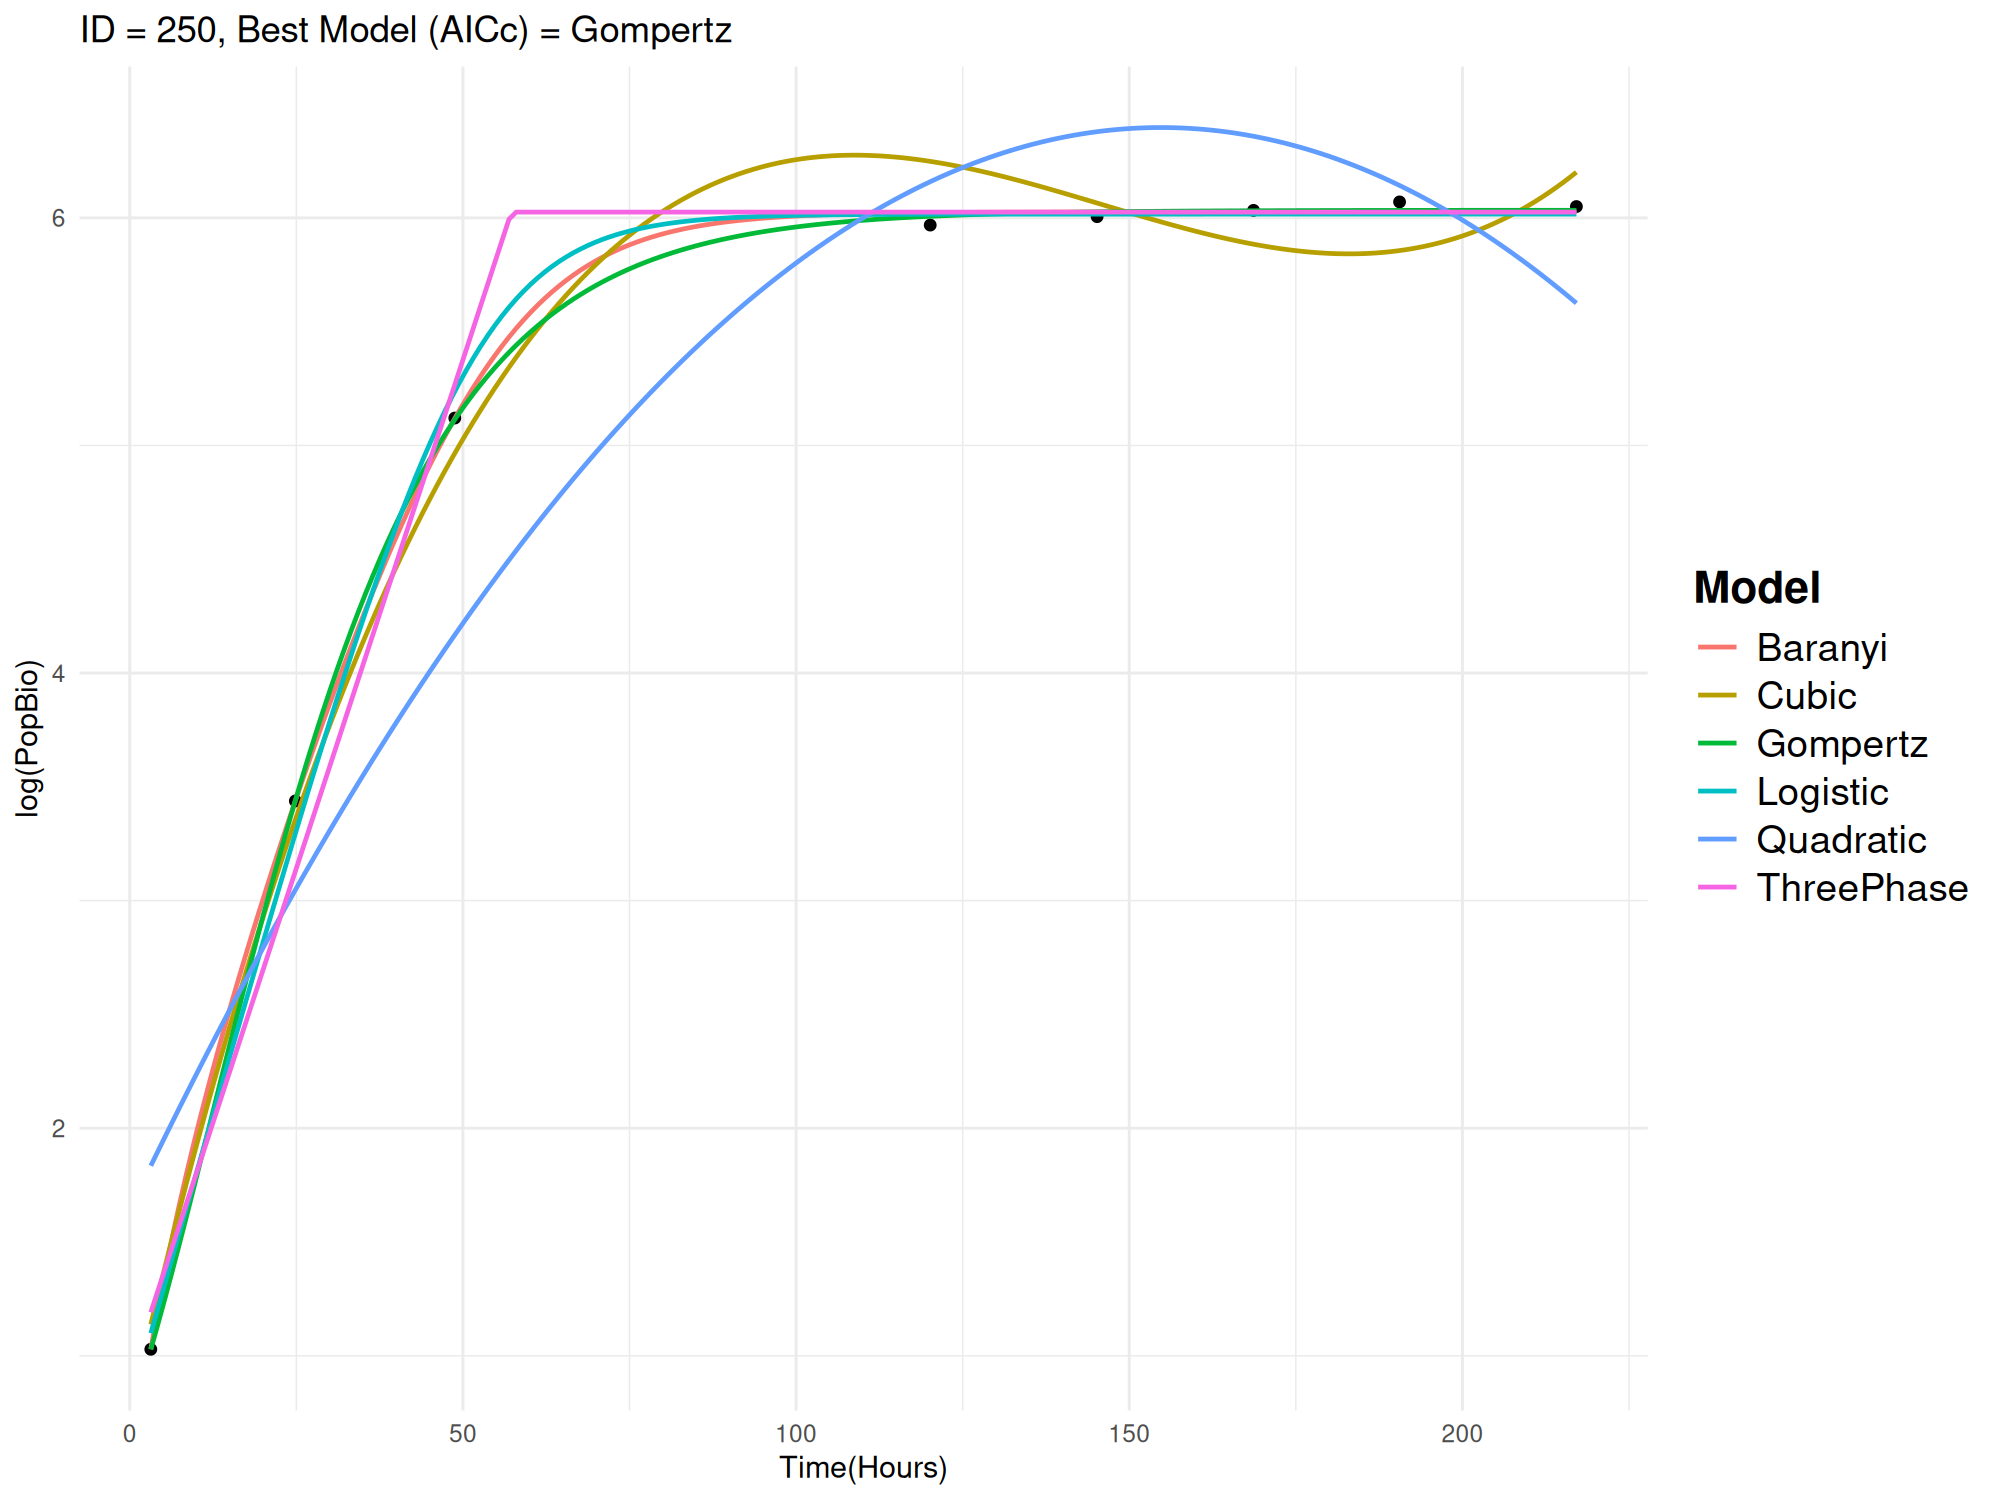 ID = 250, Best Model (AICc) = Gompertz
6
4
2
log(PopBio)
0
50
100
150
200
Time(Hours)
Model
Baranyi
Cubic
Gompertz
Logistic
Quadratic
ThreePhase